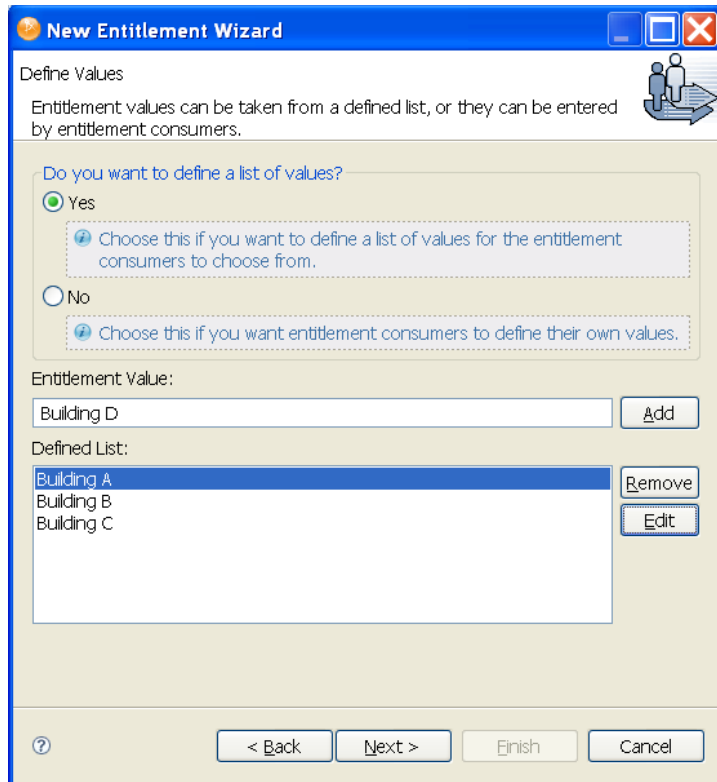 New Entitlement Wizard
Define Values
Entitlement values can be taken from a defined list, or they can be entered
by entitlement consumers.
Do you want to define a list of values?
Yes
Choose this if you want to define a list of values for the entitlement
consumers to choose from.
No
Choose this if you want entitlement consumers to define their own values.
Entitlement Value:
Building D
Add
Defined List:
Building A
Building B
Building C
Remove
Edit
? < Back Next > Finish Cancel